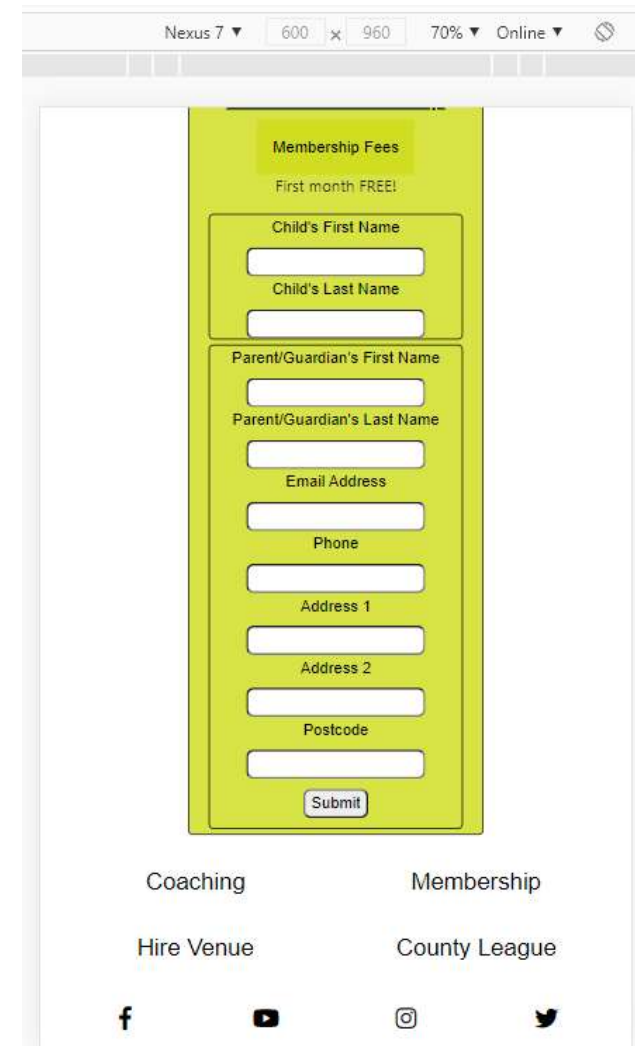 Nexus 7 ▼ 600 × 960 70% ▼ Online ▼
Membership Fees
First month FREE!
Child's First Name
Child's Last Name
Parent/Guardian's First Name
Parent/Guardian's Last Name
Email Address
Phone
Address 1
Address 2
Postcode
Submit
Coaching Membership
Hire Venue County League